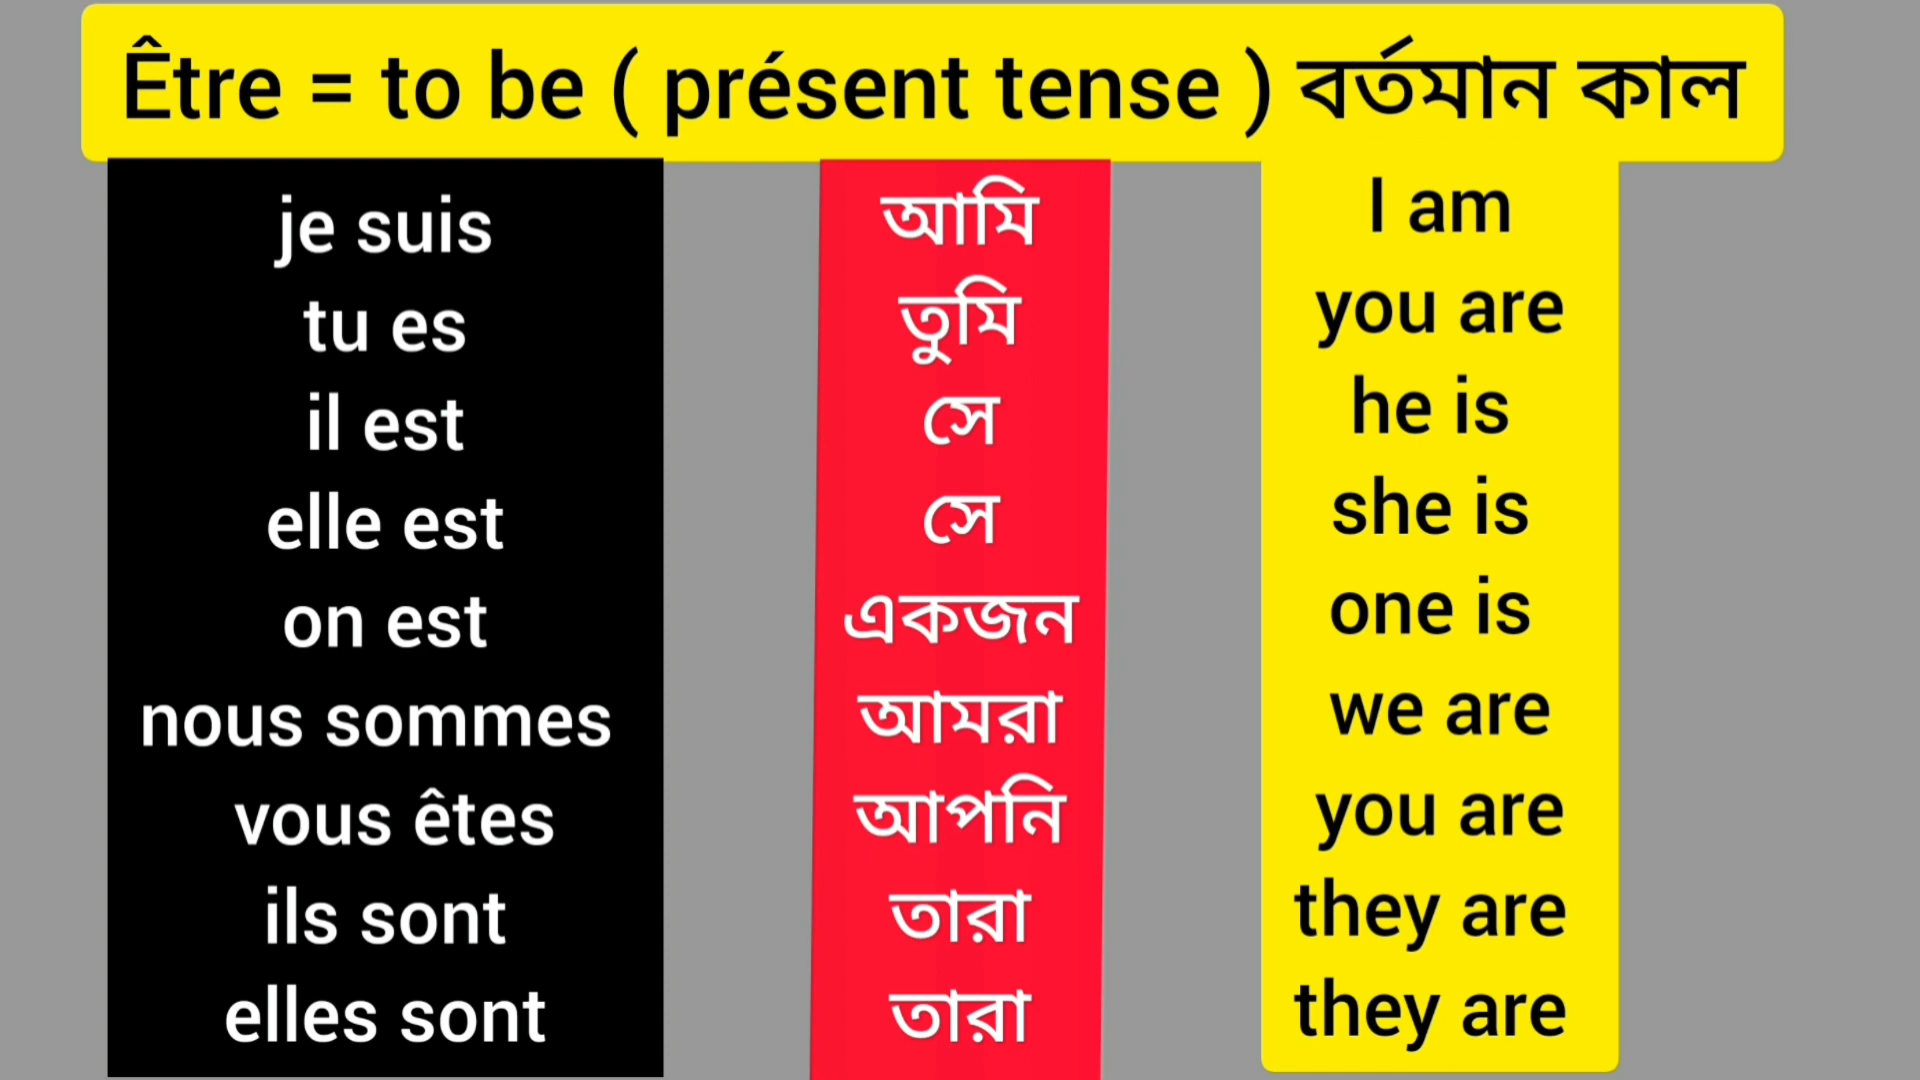 Être = to be ( présent tense ) বর্তমান কাল
je suis আমি I am
tu es তুমি you are
il est সে he is
elle est সে she is
on est একজন one is
nous sommes আমরা we are
vous êtes আপনি you are
ils sont তারা they are
elles sont তারা they are